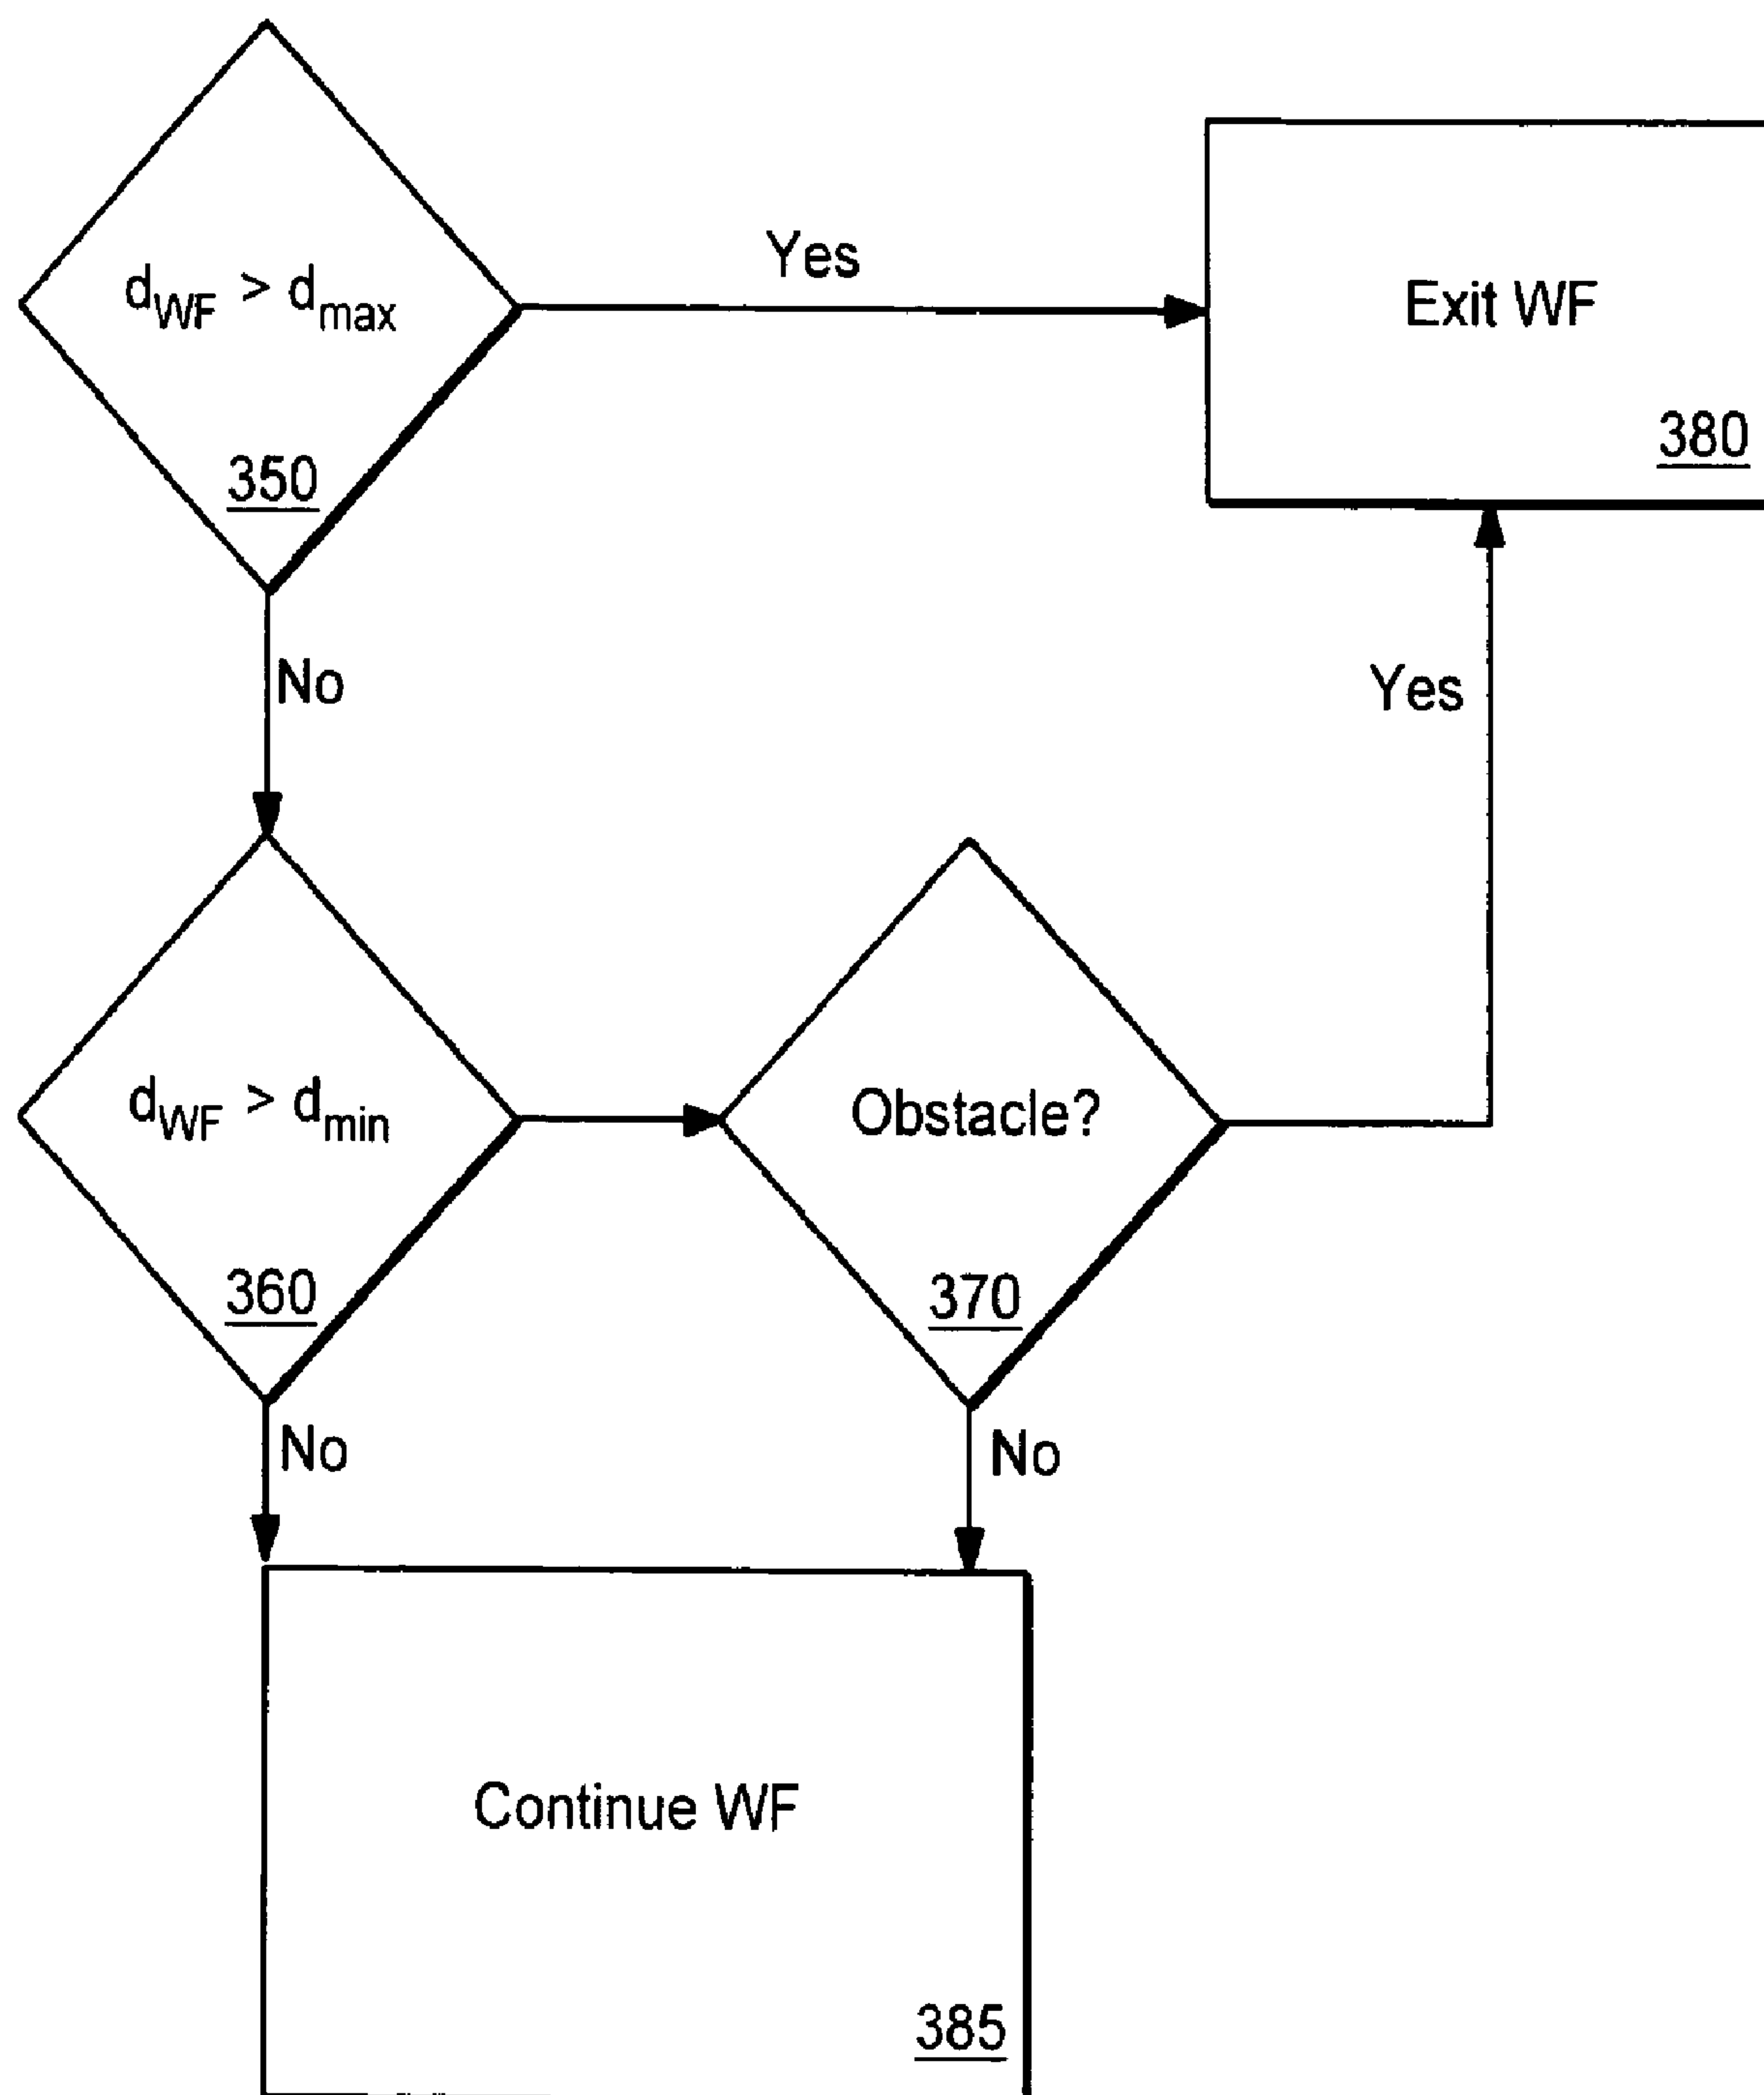 d_WF > d_max
350
Yes
Exit WF
380
No
Yes
d_WF > d_min
360
Obstacle?
370
No
No
Continue WF
385